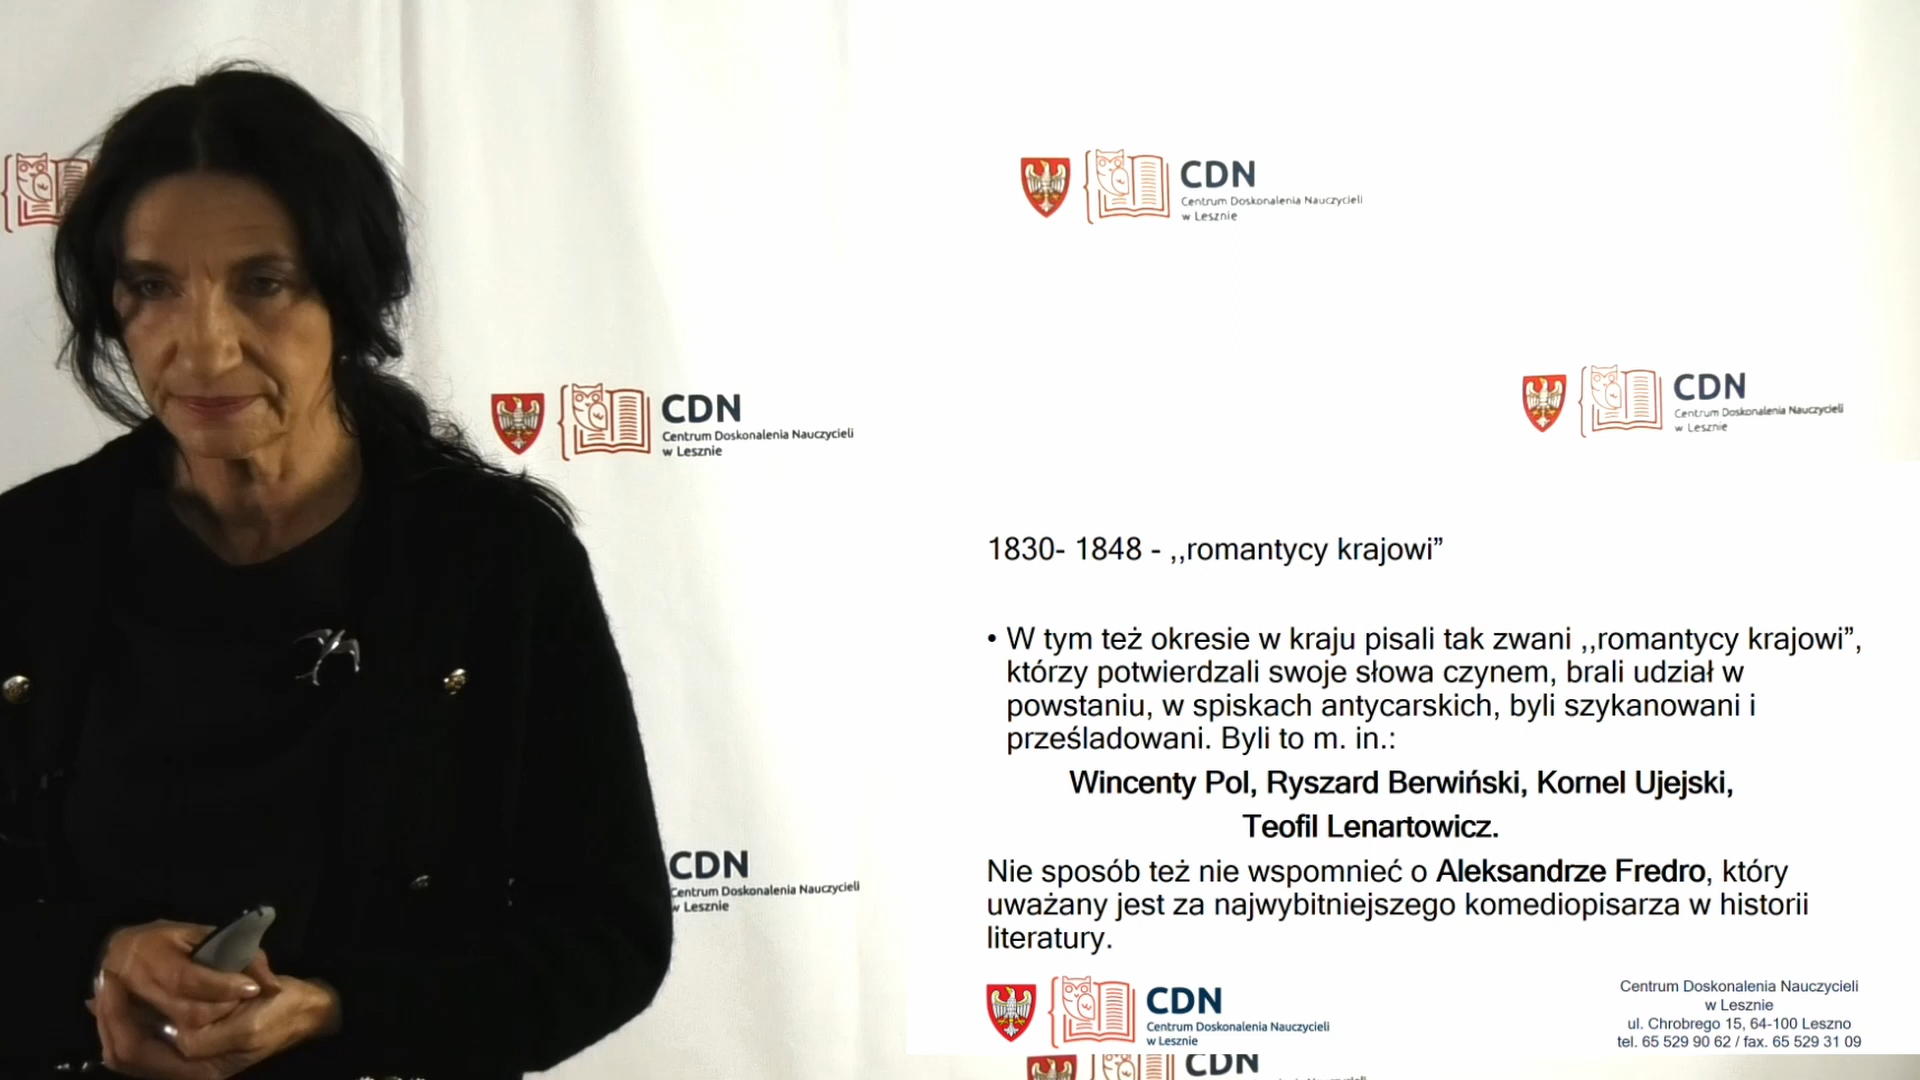 CDN
Centrum Doskonalenia Nauczycieli
w Lesznie
CDN
Centrum Doskonalenia Nauczycieli
w Lesznie
CDN
Centrum Doskonalenia Nauczycieli
w Lesznie
1830- 1848 - ,,romantycy krajowi”
• W tym też okresie w kraju pisali tak zwani ,,romantycy krajowi”,
którzy potwierdzali swoje słowa czynem, brali udział w
powstaniu, w spiskach antycarskich, byli szykanowani i
prześladowani. Byli to m. in.:
Wincenty Pol, Ryszard Berwiński, Kornel Ujejski,
Teofil Lenartowicz.
Nie sposób też nie wspomnieć o Aleksandrze Fredro, który
uważany jest za najwybitniejszego komediopisarza w historii
literatury.
CDN
Centrum Doskonalenia Nauczycieli
w Lesznie
CDN
Centrum Doskonalenia Nauczycieli
w Lesznie
Centrum Doskonalenia Nauczycieli
w Lesznie
ul. Chrobrego 15, 64-100 Leszno
tel. 65 529 90 62 / fax. 65 529 31 09
CDN